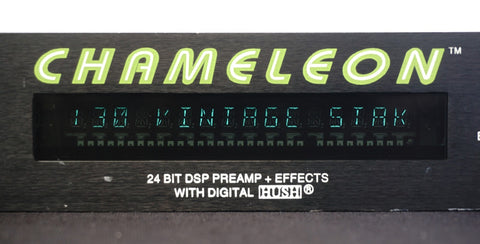 CHAMELEON™
130 VINTAGE STAK
24 BIT DSP PREAMP + EFFECTS
WITH DIGITAL HUSH®